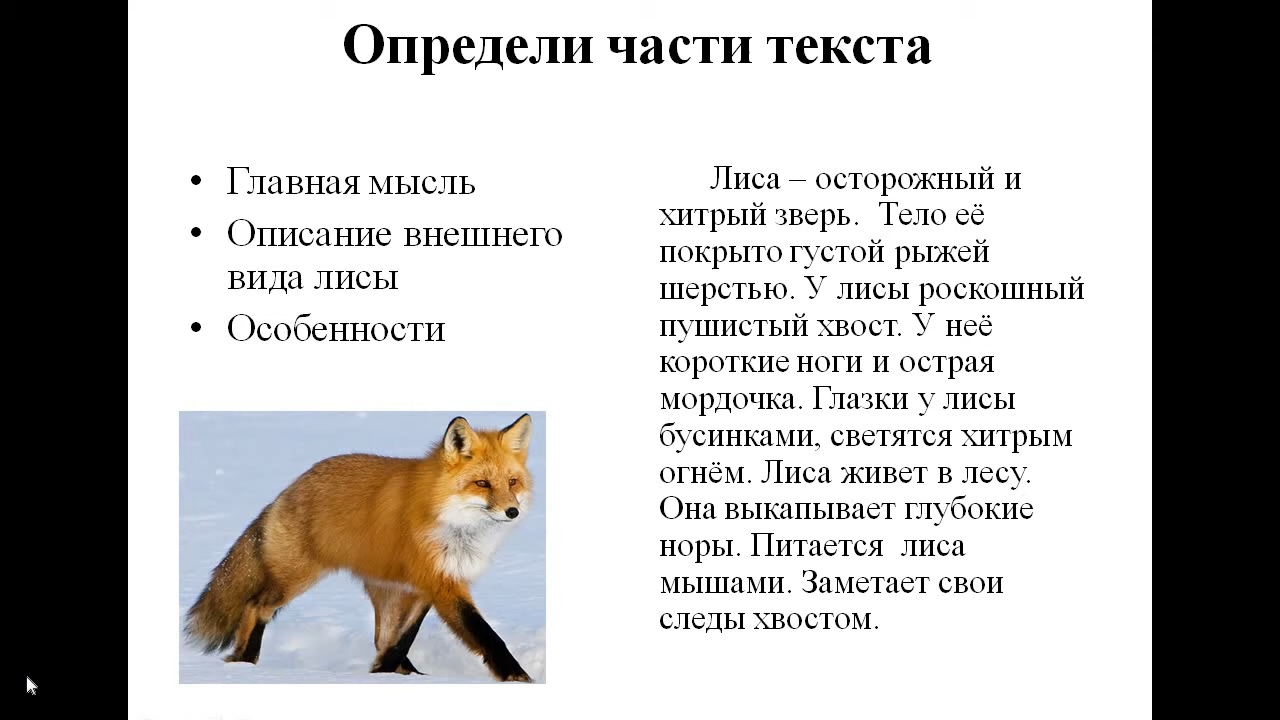 Определи части текста
• Главная мысль
• Описание внешнего
вида лисы
• Особенности
Лиса – осторожный и
хитрый зверь.  Тело её
покрыто густой рыжей
шерстью. У лисы роскошный
пушистый хвост. У неё
короткие ноги и острая
мордочка. Глазки у лисы
бусинками, светятся хитрым
огнём. Лиса живет в лесу.
Она выкапывает глубокие
норы. Питается  лиса
мышами. Заметает свои
следы хвостом.